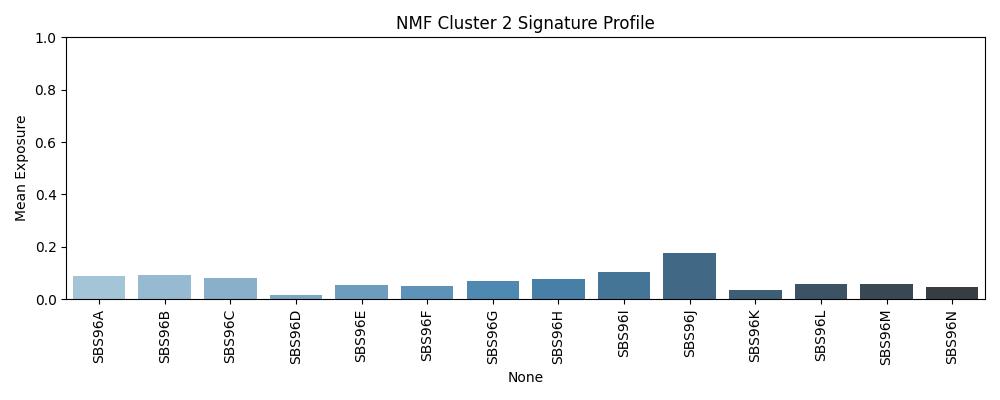 NMF Cluster 2 Signature Profile
1.0
0.8
0.6
0.4
0.2
0.0
Mean Exposure
SBS96A
SBS96B
SBS96C
SBS96D
SBS96E
SBS96F
SBS96G
SBS96H
SBS96I
SBS96J
SBS96K
SBS96L
SBS96M
SBS96N
None